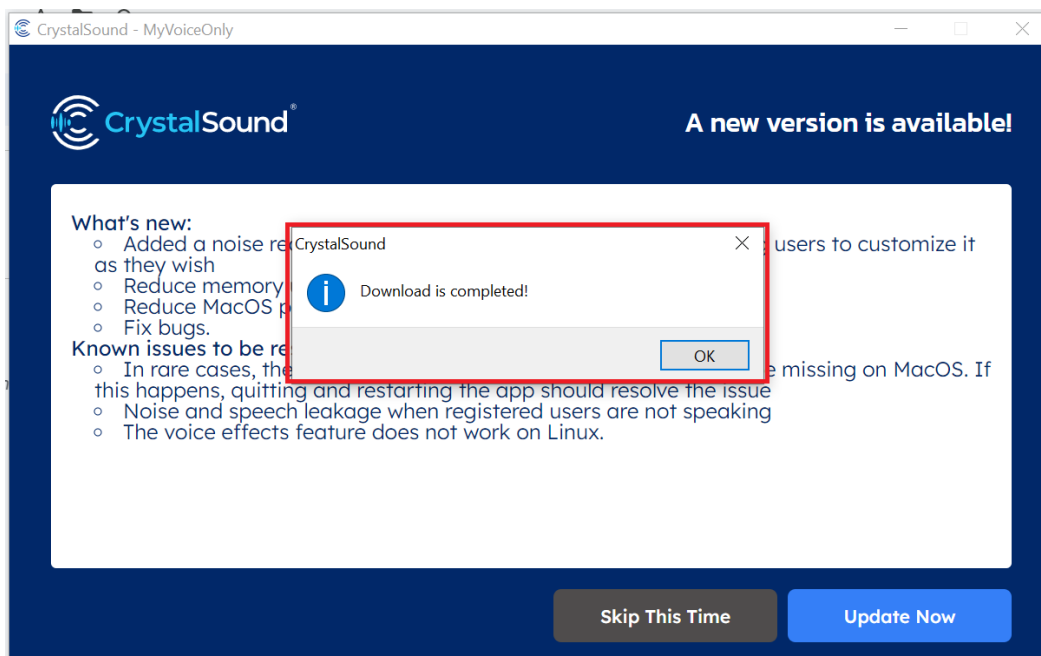 CrystalSound - MyVoiceOnly
CrystalSound®
A new version is available!
What's new:
Added a noise re users to customize it
as they wish
Reduce memory
Reduce MacOS p
Fix bugs.
Known issues to be re
In rare cases, the missing on MacOS. If
this happens, quitting and restarting the app should resolve the issue
Noise and speech leakage when registered users are not speaking
The voice effects feature does not work on Linux.
CrystalSound
Download is completed!
OK
Skip This Time
Update Now